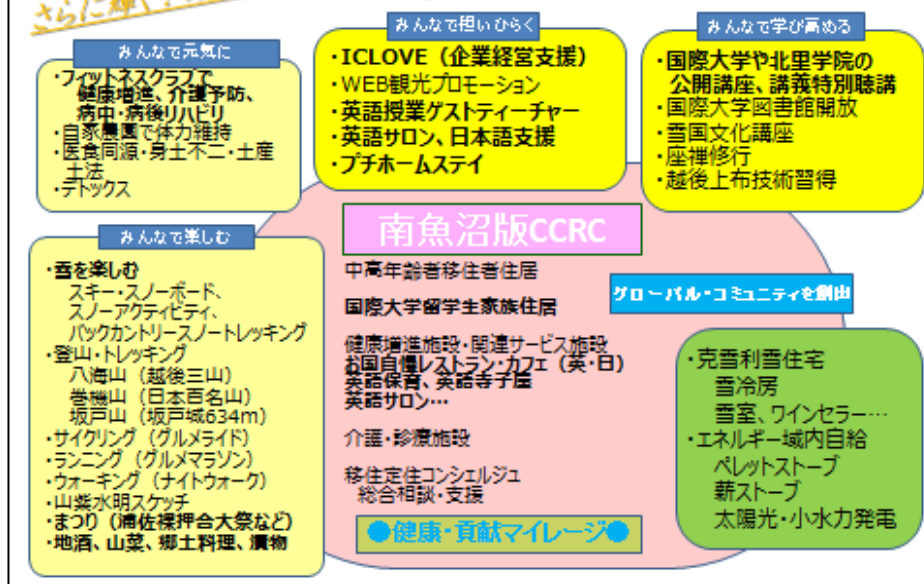 さらに輝く
みんなで元気に
・フィットネスクラブで
健康増進、介護予防、
病中・病後リハビリ
・自家農園で体力維持
・医食同源・身土不二・土産
土法
・デトックス
みんなで担いひらく
・ICLOVE（企業経営支援）
・WEB観光プロモーション
・英語授業ゲストティーチャー
・英語サロン、日本語支援
・プチホームステイ
みんなで学び高める
・国際大学や北里学院の
公開講座、講義特別聴講
・国際大学図書館開放
・雪国文化講座
・座禅修行
・越後上布技術習得
みんなで楽しむ
・雪を楽しむ
スキー・スノーボード、
スノーアクティビティ、
バックカントリースノートレッキング
・登山・トレッキング
八海山（越後三山）
巻機山（日本百名山）
坂戸山（坂戸城634m）
・サイクリング（グルメライド）
・ランニング（グルメマラソン）
・ウォーキング（ナイトウォーク）
・山紫水明スケッチ
・まつり（浦佐裸押合大祭など）
・地酒、山菜、郷土料理、漬物
南魚沼版CCRC
中高年齢者移住者住居
国際大学留学生家族住居
健康増進施設・関連サービス施設
お国自慢レストラン・カフェ（英・日）
英語保育、英語寺子屋
英語サロン…
介護・診療施設
移住定住コンシェルジュ
総合相談・支援
●健康・貢献マイレージ●
グローバル・コミュニティを創出
・克雪利雪住宅
雪冷房
雪室、ワインセラー…
・エネルギー域内自給
ペレットストーブ
薪ストーブ
太陽光・小水力発電